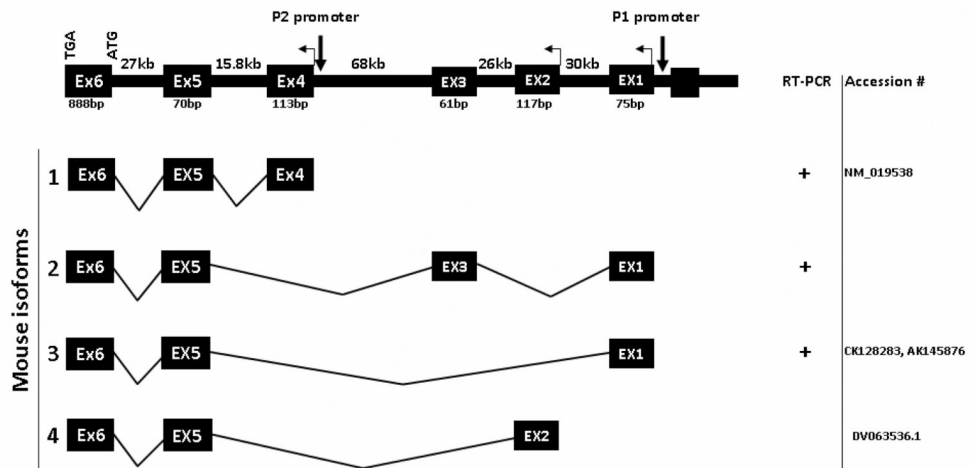 P2 promoter
P1 promoter
TGA
ATG
27kb
15.8kb
68kb
26kb
30kb
Ex6
Ex5
Ex4
EX3
EX2
EX1
RT-PCR
Accession #
888bp
70bp
113bp
61bp
117bp
75bp
Mouse isoforms
1
Ex6
EX5
Ex4
+
NM_019538
2
Ex6
EX5
EX3
EX1
+
3
Ex6
EX5
EX1
+
CK128283, AK145876
4
Ex6
EX5
EX2
DV063536.1